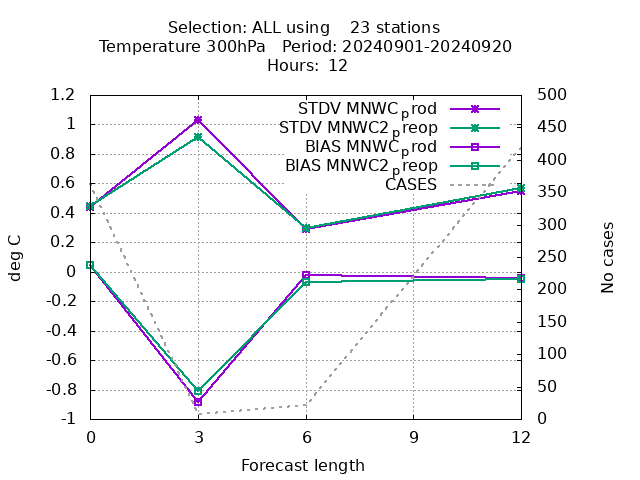 Selection: ALL using    23 stations
Temperature 300hPa   Period: 20240901-20240920
Hours:  12
STDV MNWC_prod
STDV MNWC2_preop
BIAS MNWC_prod
BIAS MNWC2_preop
CASES
1.2
1
0.8
0.6
0.4
0.2
0
-0.2
-0.4
-0.6
-0.8
-1
deg C
500
450
400
350
300
250
200
150
100
50
0
No cases
0 3 6 9 12
Forecast length